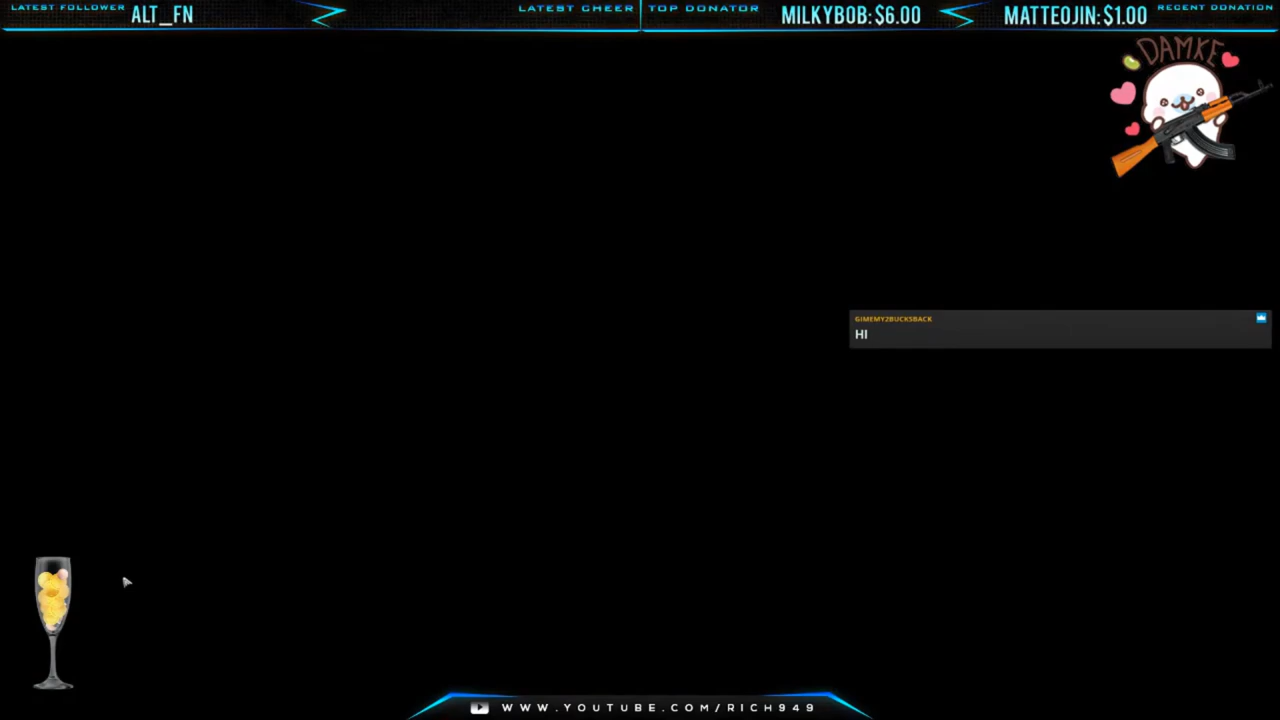 LATEST FOLLOWER ALT_FN LATEST CHEER TOP DONATOR MILKYBOB: $6.00 MATTEOJIN: $1.00 RECENT DONATION
DAMKE
GIMEMY2BUCKSBACK
HI
WWW.YOUTUBE.COM/RICH949